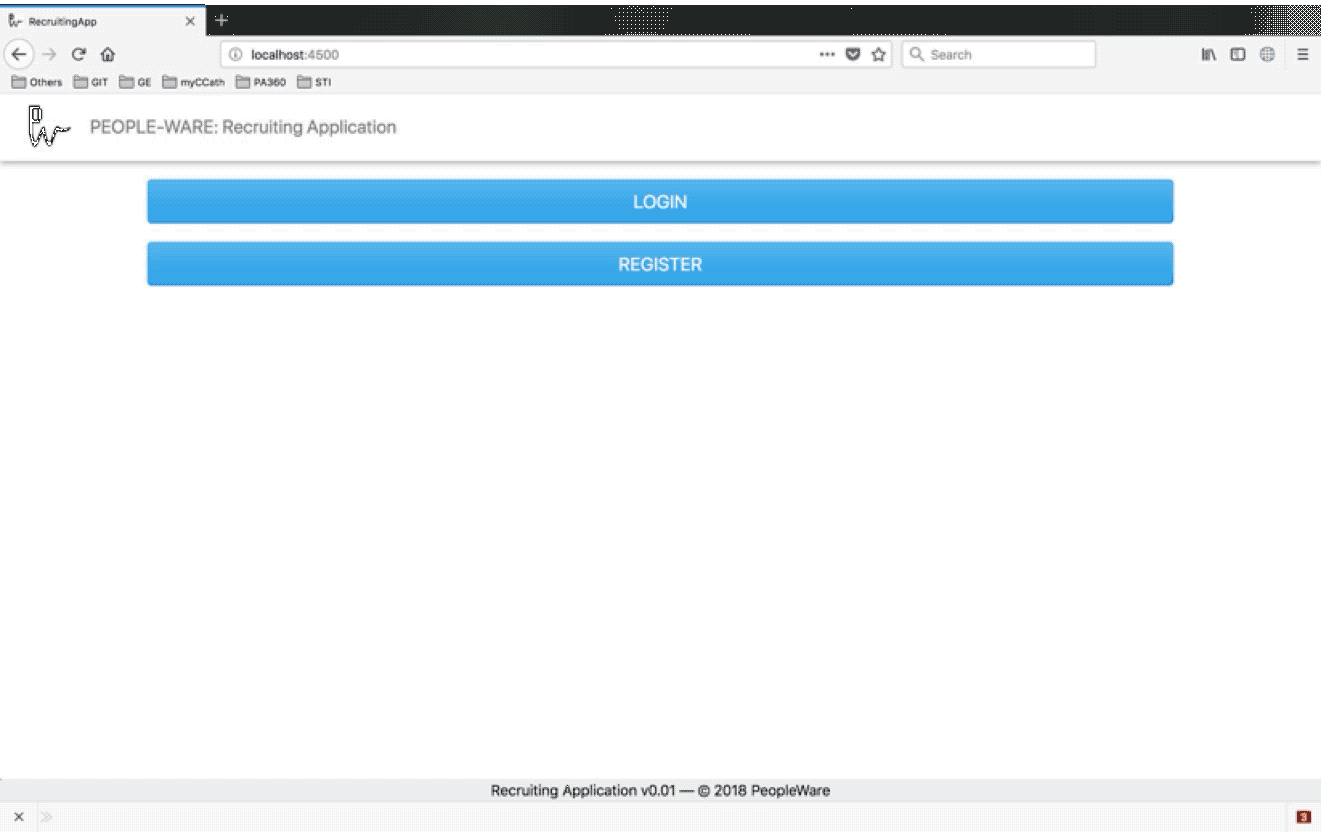 RecruitingApp
localhost:4500
Search
Others GIT GE myCCath PA360 STI
PEOPLE-WARE: Recruiting Application
LOGIN
REGISTER
Recruiting Application v0.01 — © 2018 PeopleWare
3